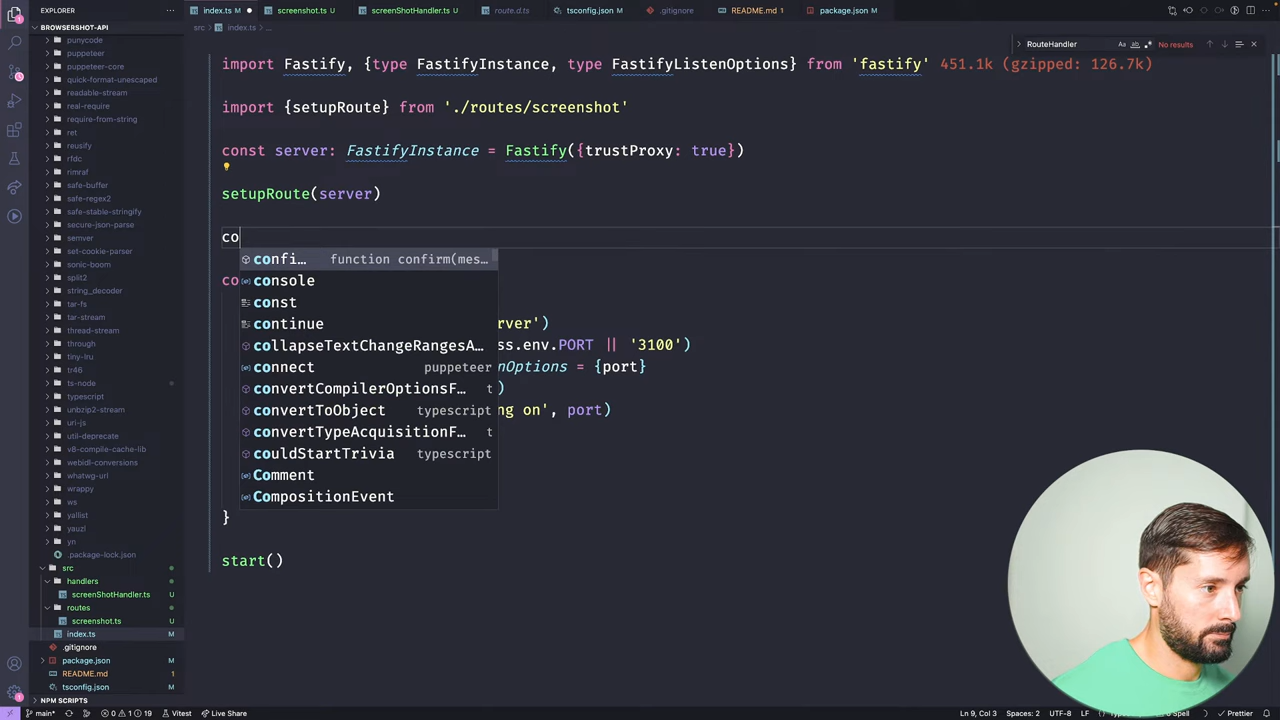 EXPLORER
BROWSERSHOT-API
punycode
puppeteer
puppeteer-core
quick-format-unescaped
readable-stream
real-require
require-from-string
ret
reusify
rfdc
rimraf
safe-buffer
safe-regex2
safe-stable-stringify
secure-json-parse
semver
set-cookie-parser
sonic-boom
split2
string_decoder
tar-fs
tar-stream
thread-stream
through
tiny-lru
tr46
ts-node
typescript
unbzip2-stream
uri-js
util-deprecate
v8-compile-cache-lib
webidl-conversions
whatwg-url
wrappy
ws
yallist
yauzl
yn
.package-lock.json
src
handlers
screenShotHandler.ts U
routes
screenshot.ts U
index.ts M
.gitignore
package.json M
README.md 1
tsconfig.json M
NPM SCRIPTS
index.ts M screenshot.ts U screenShotHandler.ts U route.d.ts tsconfig.json M .gitignore README.md 1 package.json M
src > index.ts > ...
RouteHandler Aa ab No results
import Fastify, {type FastifyInstance, type FastifyListenOptions} from 'fastify' 451.1k (gzipped: 126.7k)
import {setupRoute} from './routes/screenshot'
const server: FastifyInstance = Fastify({trustProxy: true})
setupRoute(server)
co
confi… function confirm(mes…
co
console
const
continue
rver')
collapseTextChangeRangesA…
ss.env.PORT || '3100')
connect puppeteer
nOptions = {port}
convertCompilerOptionsF… t
)
convertToObject typescript
ng on', port)
convertTypeAcquisitionF… t
couldStartTrivia typescript
Comment
CompositionEvent
}
start()
main* 0 1 19 Vitest Live Share
Ln 9, Col 3 Spaces: 2 UTF-8 LF Spell Prettier